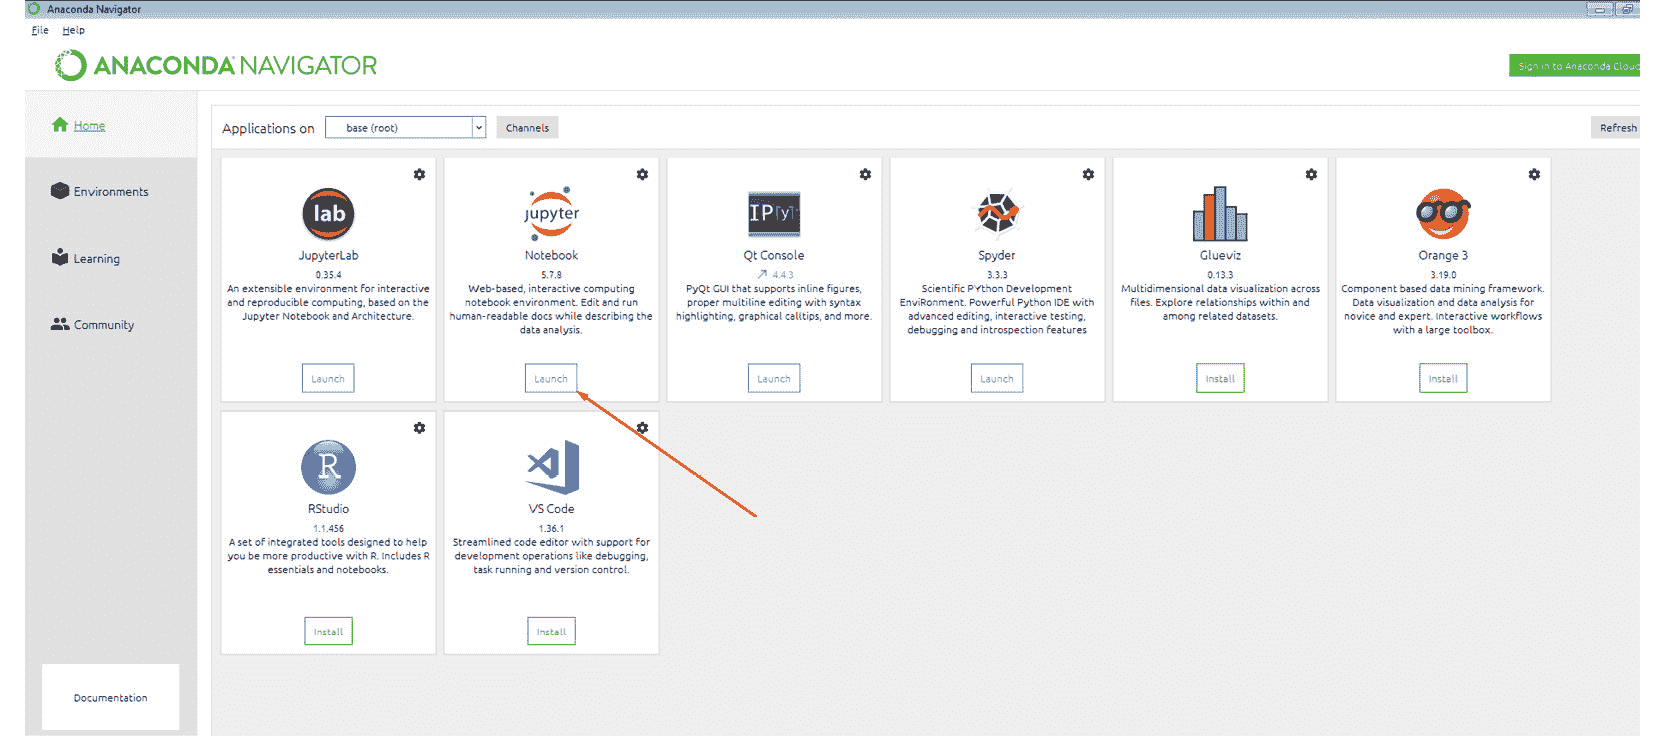 Anaconda Navigator
File Help
ANACONDA NAVIGATOR
Sign in to Anaconda Cloud
Home
Environments
Learning
Community
Documentation
Applications on base (root) Channels Refresh
lab
JupyterLab
0.35.4
An extensible environment for interactive
and reproducible computing, based on the
Jupyter Notebook and Architecture.
Launch
jupyter
Notebook
5.7.8
Web-based, interactive computing
notebook environment. Edit and run
human-readable docs while describing the
data analysis.
Launch
IP[y]:
Qt Console
4.4.3
PyQt GUI that supports inline figures,
proper multiline editing with syntax
highlighting, graphical calltips, and more.
Launch
Spyder
3.3.3
Scientific PYthon Development
EnviRonment. Powerful Python IDE with
advanced editing, interactive testing,
debugging and introspection features
Launch
Glueviz
0.13.3
Multidimensional data visualization across
files. Explore relationships within and
among related datasets.
Install
Orange 3
3.19.0
Component based data mining framework.
Data visualization and data analysis for
novice and expert. Interactive workflows
with a large toolbox.
Install
R
RStudio
1.1.456
A set of integrated tools designed to help
you be more productive with R. Includes R
essentials and notebooks.
Install
VS Code
1.36.1
Streamlined code editor with support for
development operations like debugging,
task running and version control.
Install